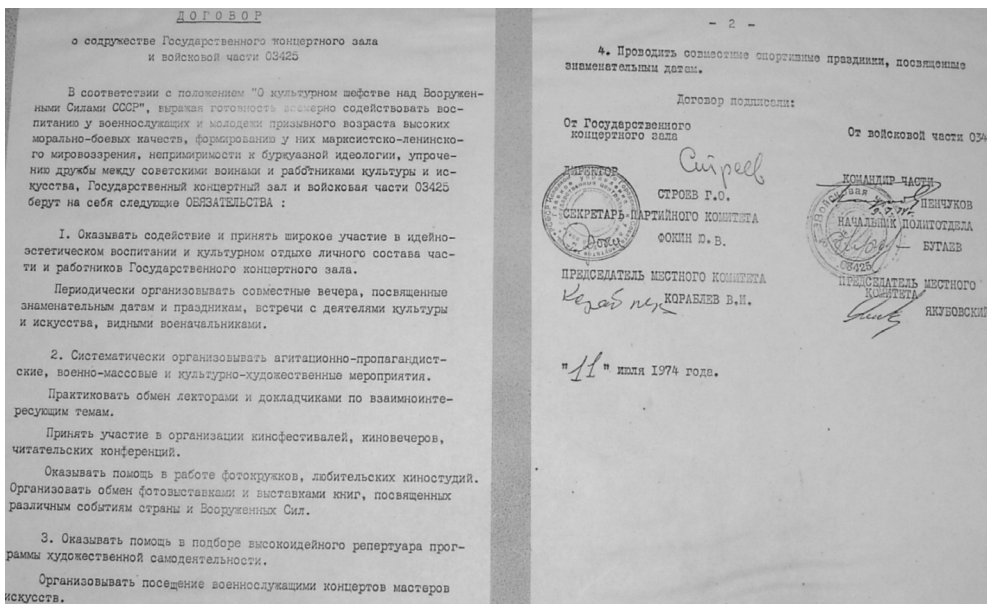 ДОГОВОР
о содружестве Государственного концертного зала
и войсковой части 03425
В соответствии с положением "О культурном шефстве над Вооружен-
ными Силами СССР", выражая готовность всемерно содействовать вос-
питанию у военнослужащих и молодежи призывного возраста высоких
морально-боевых качеств, формированию у них марксистско-ленинско-
го мировоззрения, непримиримости к буржуазной идеологии, упроче-
нию дружбы между советскими воинами и работниками культуры и ис-
кусства, Государственный концертный зал и войсковая части 03425
берут на себя следующие ОБЯЗАТЕЛЬСТВА :
I. Оказывать содействие и принять широкое участие в идейно-
эстетическом воспитании и культурном отдыхе личного состава час-
ти и работников Государственного концертного зала.
Периодически организовывать совместные вечера, посвященные
знаменательным датам и праздникам, встречи с деятелями культуры
и искусства, видными военачальниками.
2. Систематически организовывать агитационно-пропагандист-
ские, военно-массовые и культурно-художественные мероприятия.
Практиковать обмен лекторами и докладчиками по взаимноинте-
ресующим темам.
Принять участие в организации кинофестивалей, киновечеров,
читательских конференций.
Оказывать помощь в работе фотокружков, любительских киностудий.
Организовать обмен фотовыставками и выставками книг, посвященных
различным событиям страны и Вооруженных Сил.
3. Оказывать помощь в подборе высокоидейного репертуара прог-
раммы художественной самодеятельности.
Организовывать посещение военнослужащими концертов мастеров
искусств.
- 2 -
4. Проводить совместные спортивные праздники, посвященные
знаменательным датам.
Договор подписали:
От Государственного
концертного зала
ДИРЕКТОР
СТРОЕВ Г.О.
СЕКРЕТАРЬ ПАРТИЙНОГО КОМИТЕТА
ФОКИН Ю.В.
ПРЕДСЕДАТЕЛЬ МЕСТНОГО КОМИТЕТА
КОРАБЛЕВ В.И.
От войсковой части 034
КОМАНДИР ЧАСТИ
ПЕНЧУКОВ
НАЧАЛЬНИК ПОЛИТОТДЕЛА
БУГАЕВ
Войсковая
03425
ПРЕДСЕДАТЕЛЬ МЕСТНОГО
КОМИТЕТА
ЯКУБОВСКИЙ
"11" июля 1974 года.